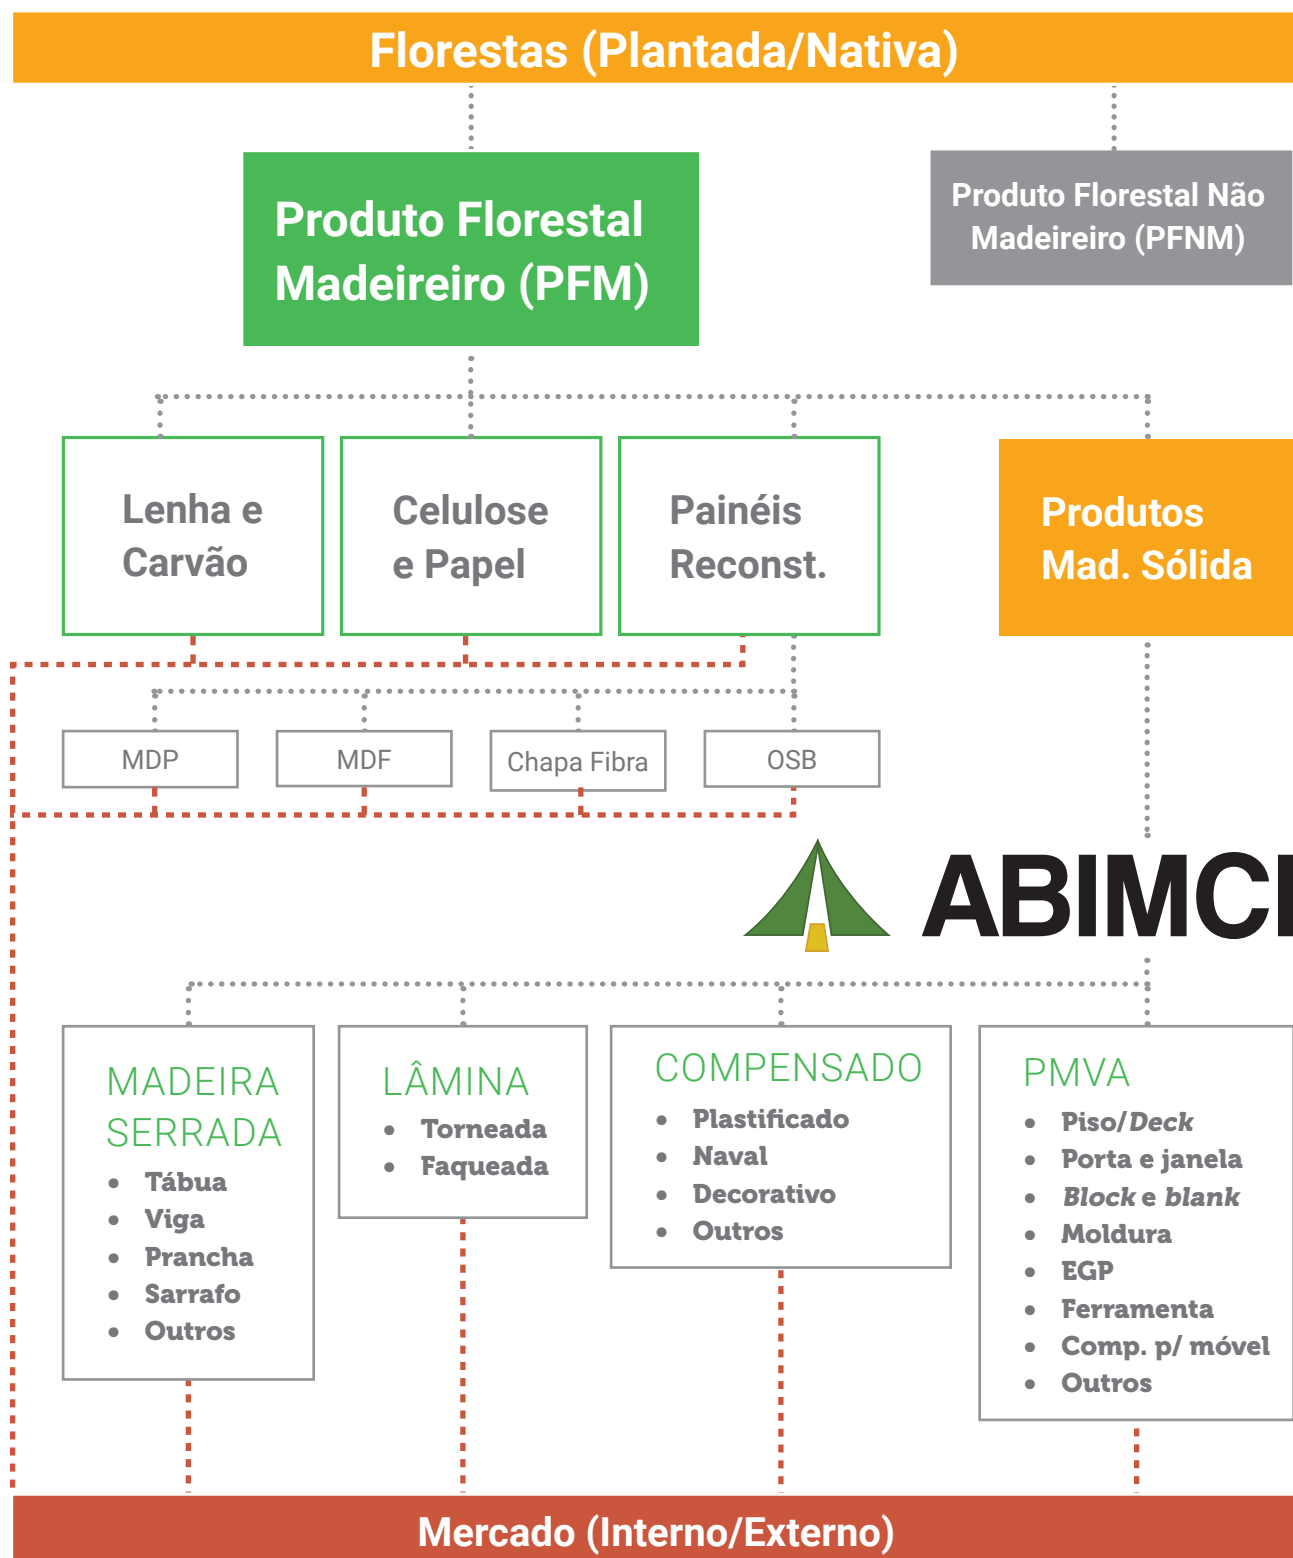 Florestas (Plantada/Nativa)
Produto Florestal
Madeireiro (PFM)
Produto Florestal Não
Madeireiro (PFNM)
Lenha e
Carvão
Celulose
e Papel
Painéis
Reconst.
Produtos
Mad. Sólida
MDP
MDF
Chapa Fibra
OSB
ABIMCI
MADEIRA
SERRADA
• Tábua
• Viga
• Prancha
• Sarrafo
• Outros
LÂMINA
• Torneada
• Faqueada
COMPENSADO
• Plastificado
• Naval
• Decorativo
• Outros
PMVA
• Piso/Deck
• Porta e janela
• Block e blank
• Moldura
• EGP
• Ferramenta
• Comp. p/ móvel
• Outros
Mercado (Interno/Externo)